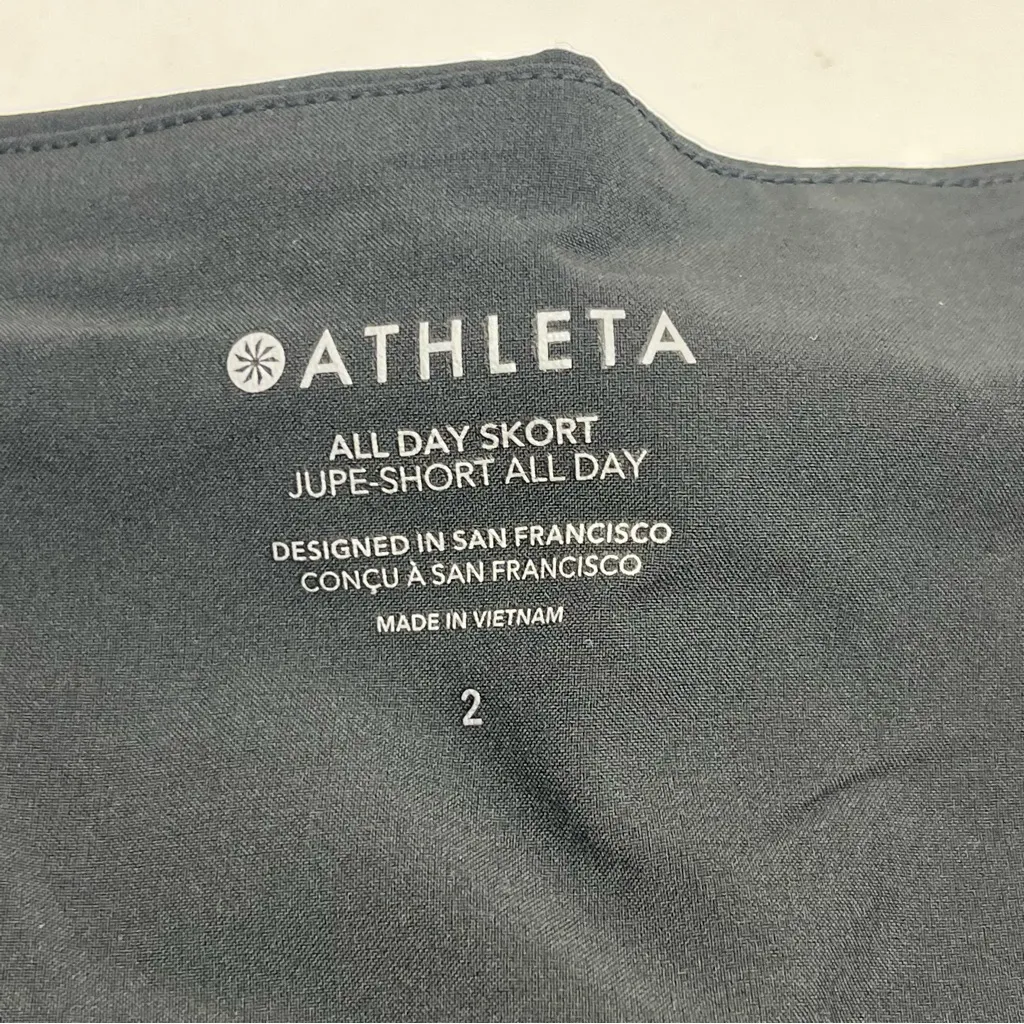 ATHLETA
ALL DAY SKORT
JUPE-SHORT ALL DAY
DESIGNED IN SAN FRANCISCO
CONÇU À SAN FRANCISCO
MADE IN VIETNAM
2